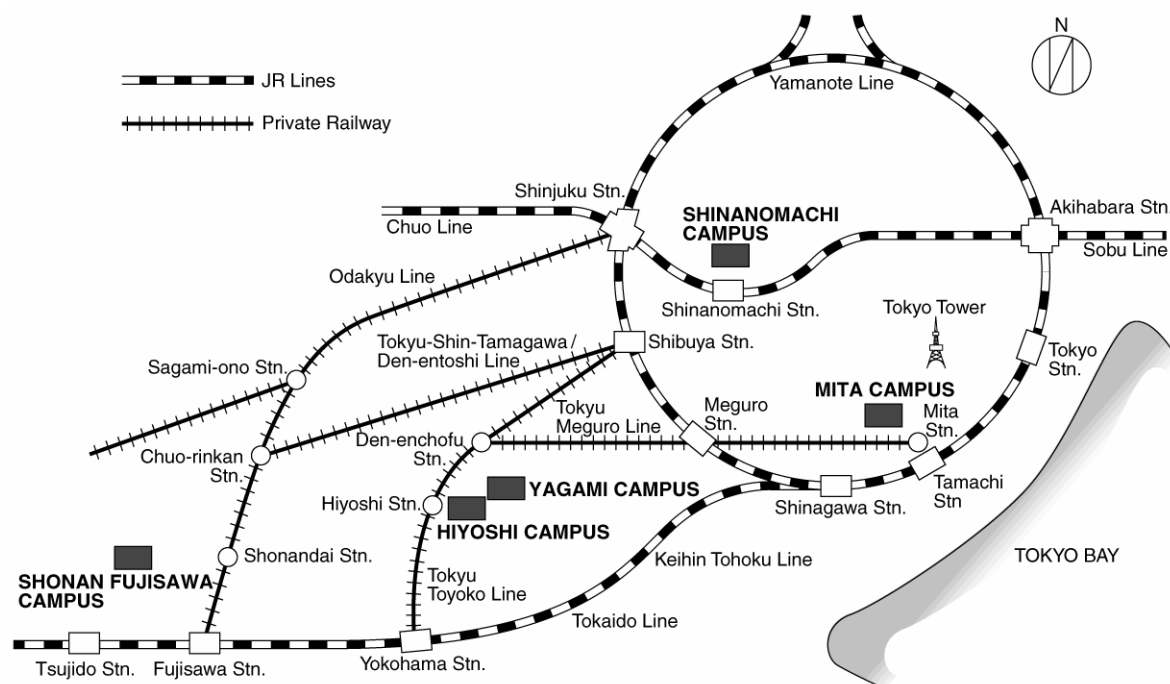 N
JR Lines
Yamanote Line
Private Railway
Shinjuku Stn.
SHINANOMACHI
CAMPUS
Akihabara Stn.
Chuo Line
Sobu Line
Odakyu Line
Shinanomachi Stn.
Tokyo Tower
Tokyu-Shin-Tamagawa/
Den-entoshi Line
Shibuya Stn.
Tokyo
Stn.
Sagami-ono Stn.
MITA CAMPUS
Tokyu
Meguro Line
Meguro
Stn.
Mita
Stn.
Chuo-rinkan
Stn.
Den-enchofu
Stn.
Tamachi
Stn
YAGAMI CAMPUS
Hiyoshi Stn.
HIYOSHI CAMPUS
Shinagawa Stn.
Shonandai Stn.
Keihin Tohoku Line
TOKYO BAY
SHONAN FUJISAWA
CAMPUS
Tokyu
Toyoko Line
Tokaido Line
Tsujido Stn.
Fujisawa Stn.
Yokohama Stn.